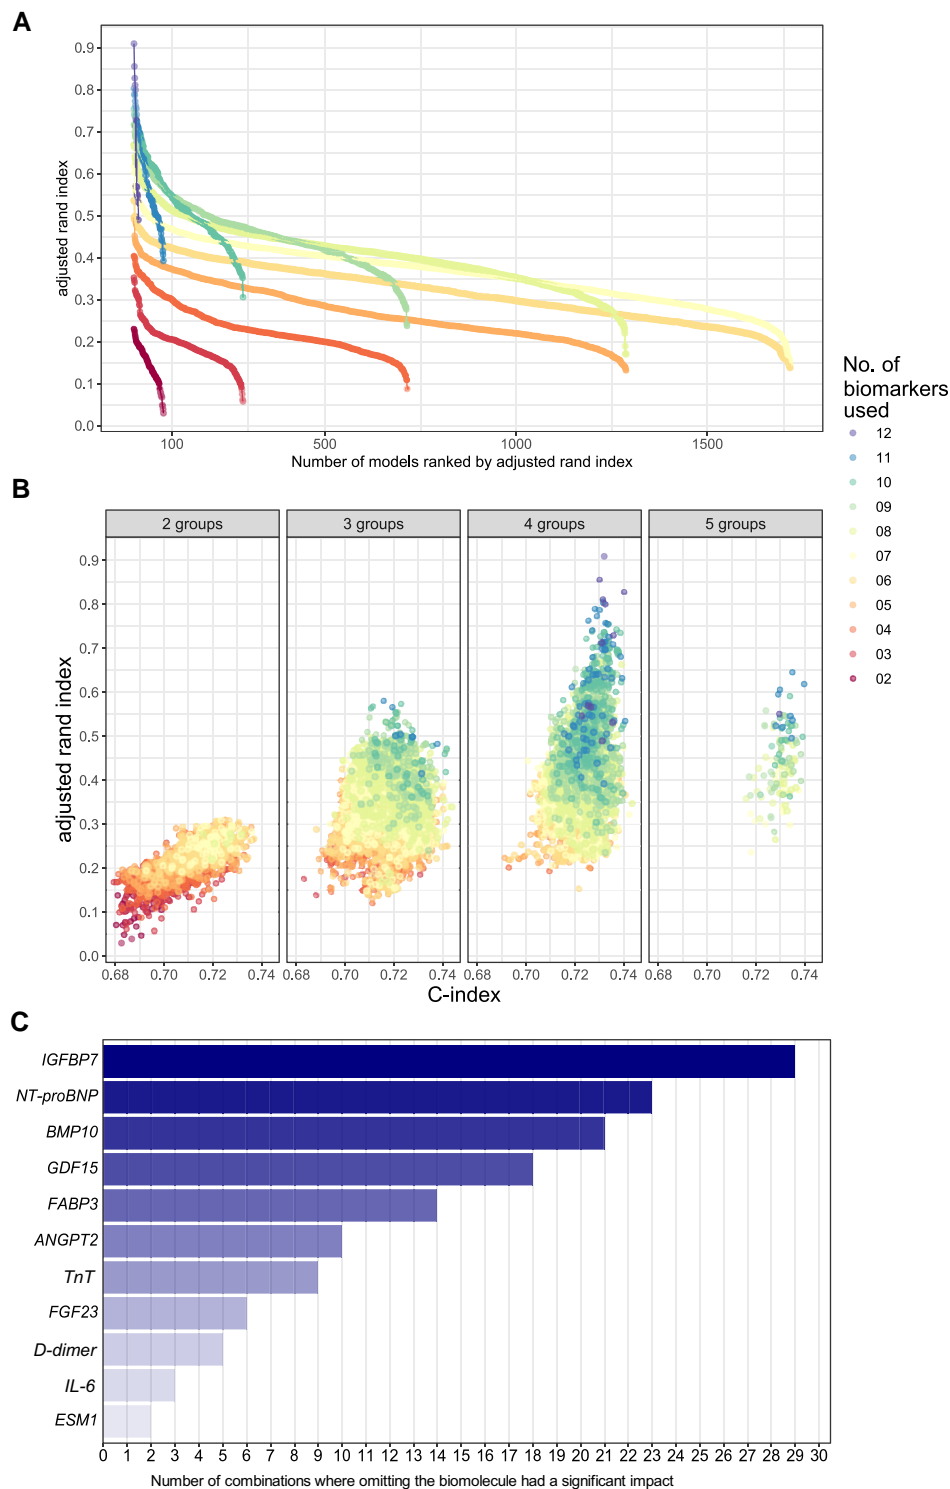 A
0.9
0.8
0.7
0.6
0.5
0.4
0.3
0.2
0.1
0.0
adjusted rand index
100 500 1000 1500
Number of models ranked by adjusted rand index
No. of
biomarkers
used
12
11
10
09
08
07
06
05
04
03
02
B
2 groups 3 groups 4 groups 5 groups
0.9
0.8
0.7
0.6
0.5
0.4
0.3
0.2
0.1
0.0
adjusted rand index
0.68 0.70 0.72 0.74 0.68 0.70 0.72 0.74 0.68 0.70 0.72 0.74 0.68 0.70 0.72 0.74
C-index
C
IGFBP7
NT-proBNP
BMP10
GDF15
FABP3
ANGPT2
TnT
FGF23
D-dimer
IL-6
ESM1
0 1 2 3 4 5 6 7 8 9 10 11 12 13 14 15 16 17 18 19 20 21 22 23 24 25 26 27 28 29 30
Number of combinations where omitting the biomolecule had a significant impact